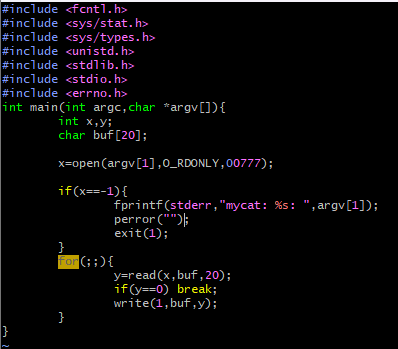 #include <fcntl.h>
#include <sys/stat.h>
#include <sys/types.h>
#include <unistd.h>
#include <stdlib.h>
#include <stdio.h>
#include <errno.h>
int main(int argc,char *argv[]){
        int x,y;
        char buf[20];

        x=open(argv[1],O_RDONLY,00777);

        if(x==-1){
                fprintf(stderr,"mycat: %s: ",argv[1]);
                perror("");
                exit(1);
        }
        for(;;){
                y=read(x,buf,20);
                if(y==0) break;
                write(1,buf,y);
        }
}
~